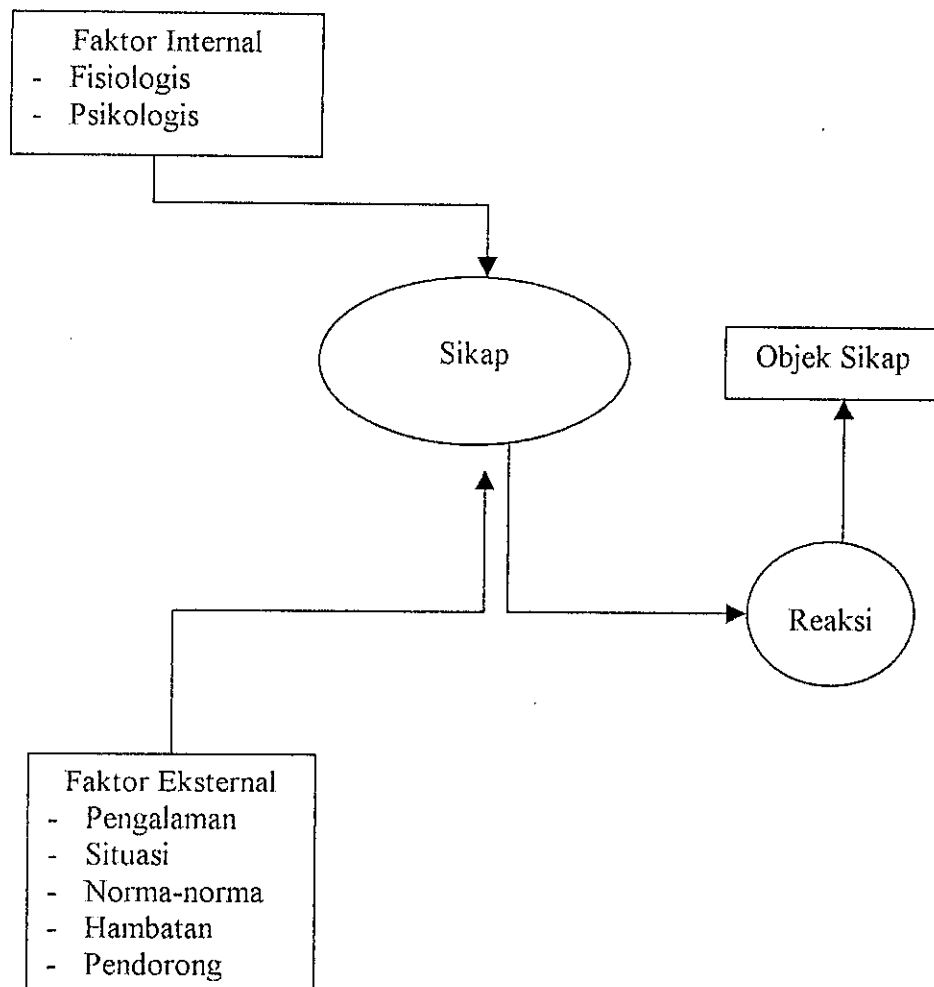 Faktor Internal
- Fisiologis
- Psikologis
Sikap
Objek Sikap
Reaksi
Faktor Eksternal
- Pengalaman
- Situasi
- Norma-norma
- Hambatan
- Pendorong